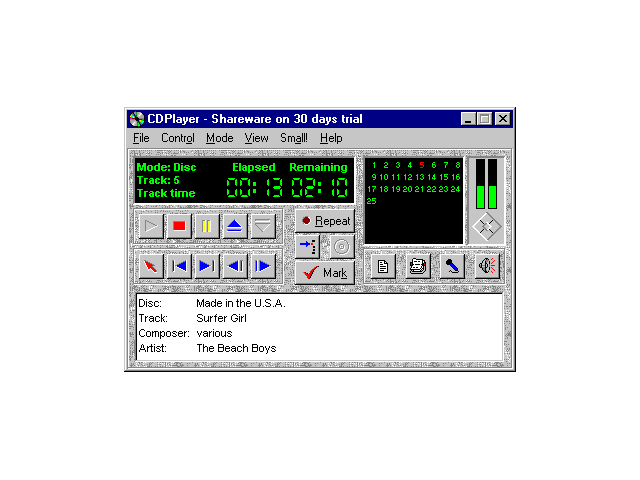 CDPlayer - Shareware on 30 days trial
File Control Mode View Small! Help
Mode: Disc Elapsed Remaining
Track: 5 00:13 02:10
Track time
1 2 3 4 5 6 7 8
9 10 11 12 13 14 15 16
17 18 19 20 21 22 23 24
25
Repeat
Mark
Disc: Made in the U.S.A.
Track: Surfer Girl
Composer: various
Artist: The Beach Boys